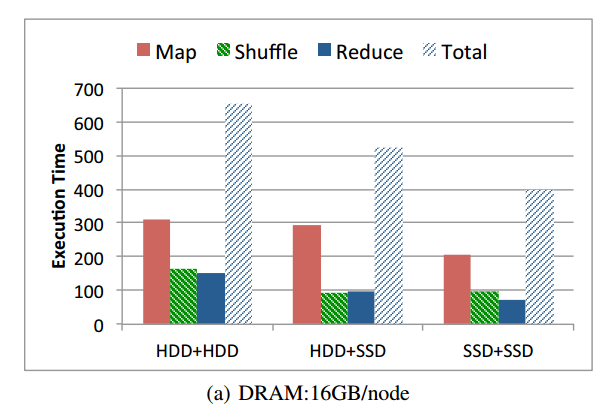 Map Shuffle Reduce Total
700
600
500
400
300
200
100
0
Execution Time
HDD+HDD HDD+SSD SSD+SSD
(a) DRAM:16GB/node